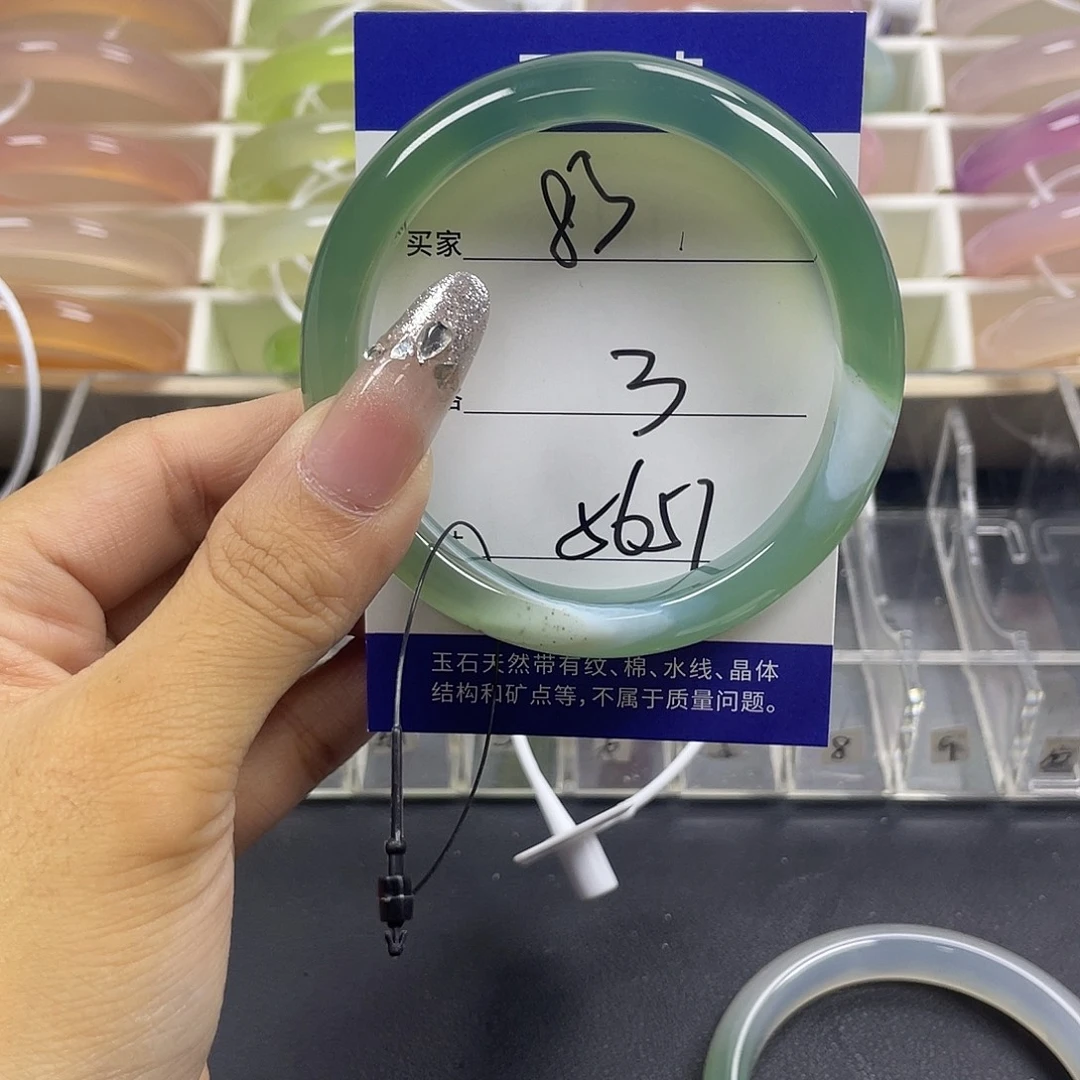 买家 83
3
8651
玉石天然带有纹、棉、水线、晶体
结构和矿点等，不属于质量问题。
8